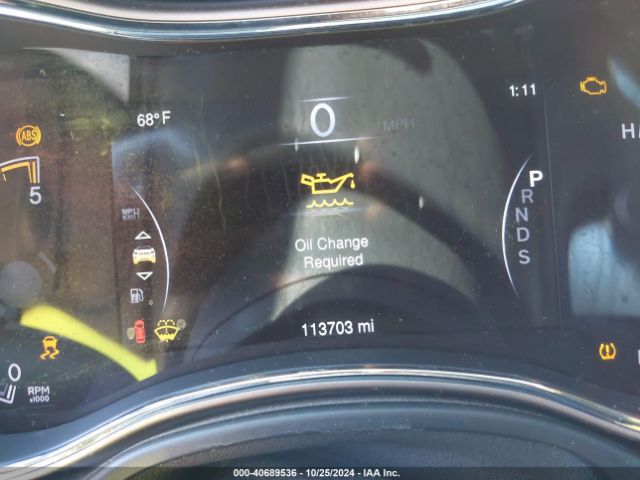 68° F
0
MPH
1:11
ABS
5
P
R
N
D
S
Oil Change
Required
113703 mi
0
RPM
x1000
H
000-40689536 - 10/25/2024 - IAA Inc.